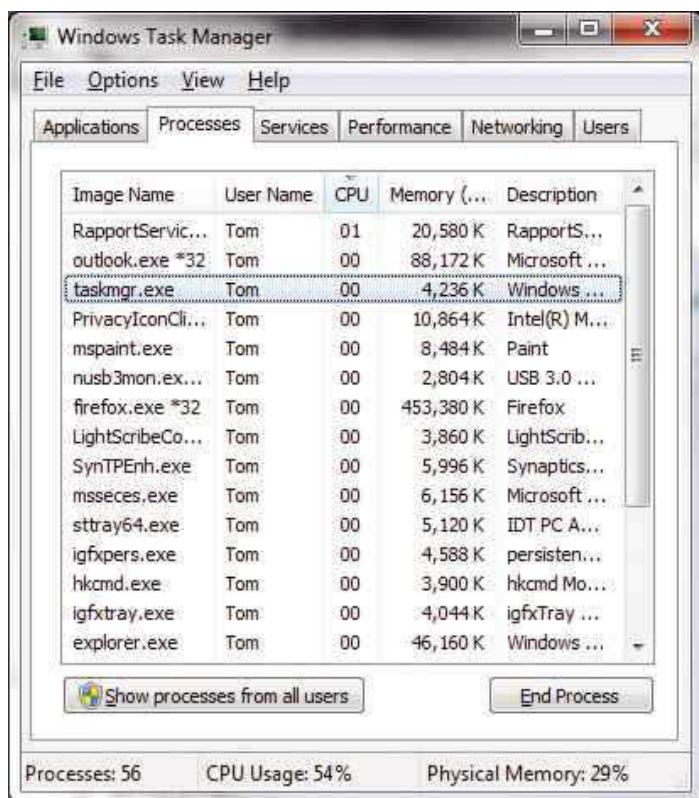 Windows Task Manager
File Options View Help
Applications Processes Services Performance Networking Users
Image Name User Name CPU Memory (... Description
RapportServic... Tom 01 20,580 K RapportS...
outlook.exe *32 Tom 00 88,172 K Microsoft ...
taskmgr.exe Tom 00 4,236 K Windows ...
PrivacyIconCli... Tom 00 10,864 K Intel(R) M...
mspaint.exe Tom 00 8,484 K Paint
nusb3mon.ex... Tom 00 2,804 K USB 3.0 ...
firefox.exe *32 Tom 00 453,380 K Firefox
LightScribeCo... Tom 00 3,860 K LightScrib...
SynTPEnh.exe Tom 00 5,996 K Synaptics...
msseces.exe Tom 00 6,156 K Microsoft ...
sttray64.exe Tom 00 5,120 K IDT PC A...
igfxpers.exe Tom 00 4,588 K persisten...
hkcmd.exe Tom 00 3,900 K hkcmd Mo...
igfxtray.exe Tom 00 4,044 K igfxTray ...
explorer.exe Tom 00 46,160 K Windows ...
Show processes from all users End Process
Processes: 56 CPU Usage: 54% Physical Memory: 29%